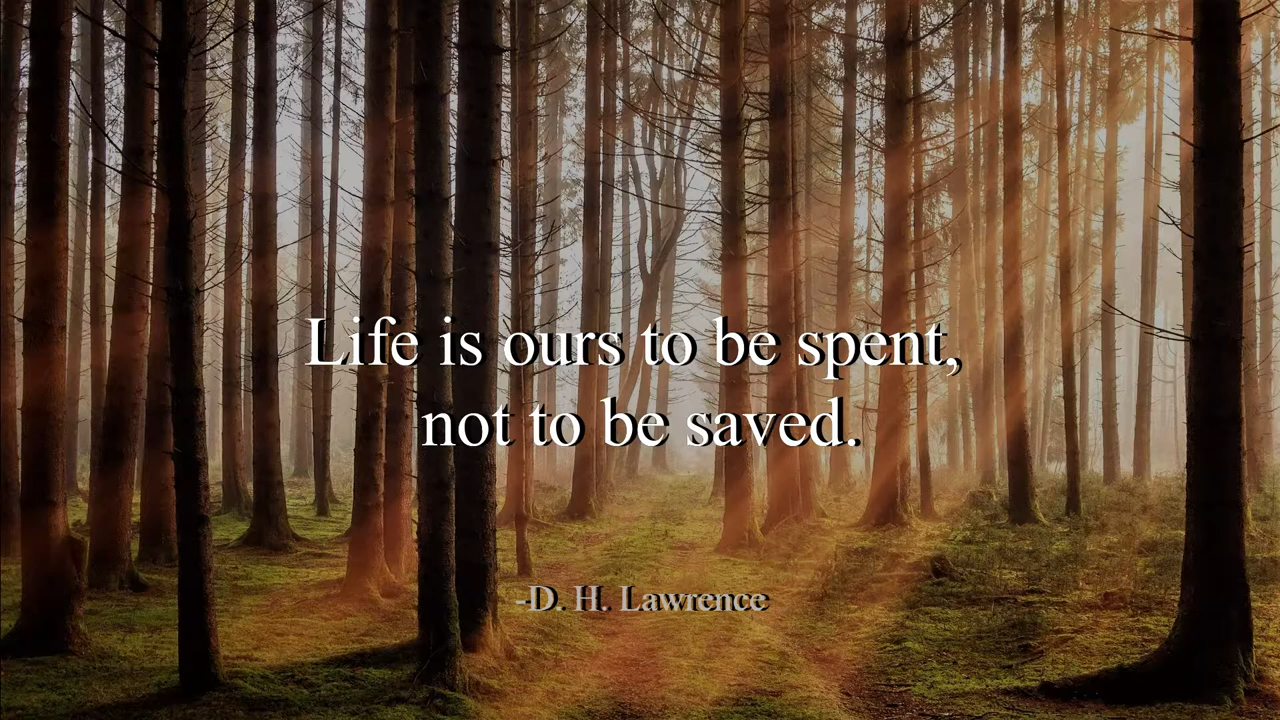 Life is ours to be spent,
not to be saved.
-D. H. Lawrence